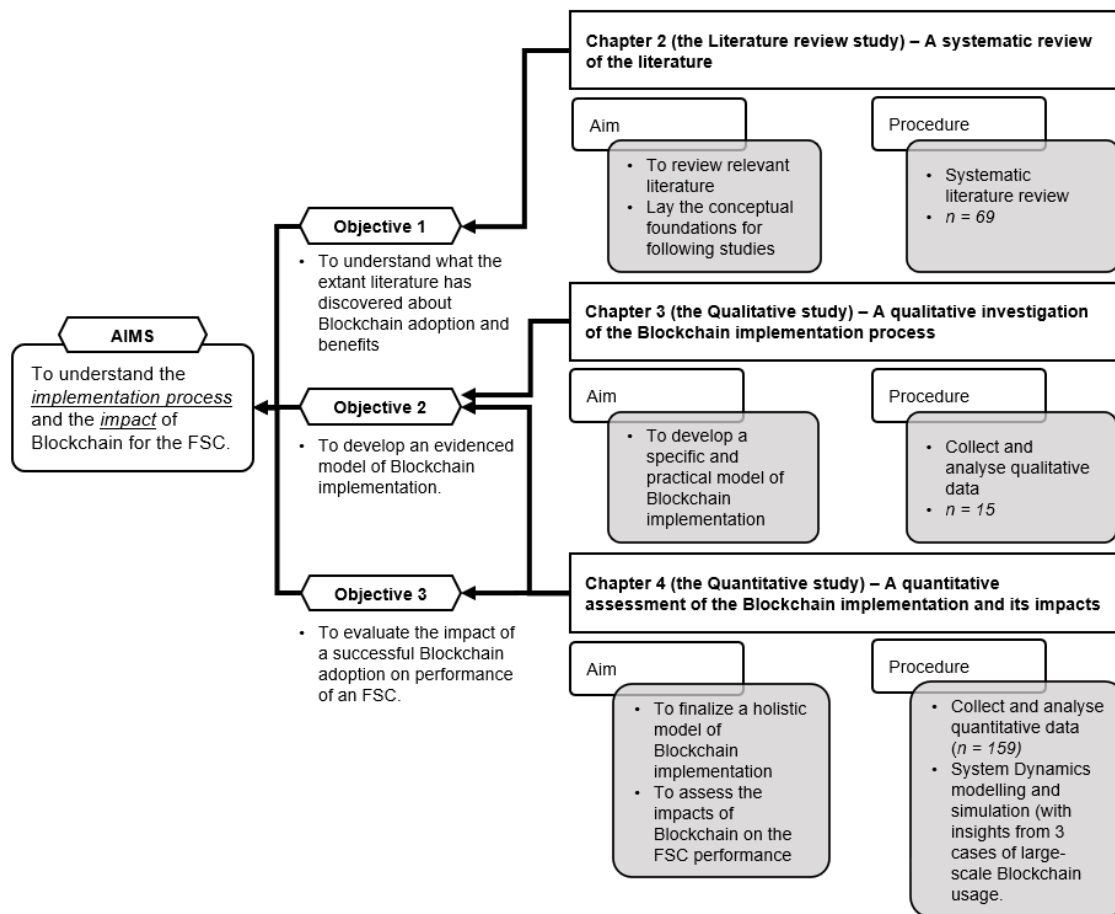 AIMS
To understand the
implementation process
and the impact of
Blockchain for the FSC.
Objective 1
• To understand what the
extant literature has
discovered about
Blockchain adoption and
benefits
Objective 2
• To develop an evidenced
model of Blockchain
implementation.
Objective 3
• To evaluate the impact of
a successful Blockchain
adoption on performance
of an FSC.
Chapter 2 (the Literature review study) – A systematic review
of the literature
Aim
• To review relevant
literature
• Lay the conceptual
foundations for
following studies
Procedure
• Systematic
literature review
• n = 69
Chapter 3 (the Qualitative study) – A qualitative investigation
of the Blockchain implementation process
Aim
• To develop a
specific and
practical model of
Blockchain
implementation
Procedure
• Collect and
analyse qualitative
data
• n = 15
Chapter 4 (the Quantitative study) – A quantitative
assessment of the Blockchain implementation and its impacts
Aim
• To finalize a holistic
model of
Blockchain
implementation
• To assess the
impacts of
Blockchain on the
FSC performance
Procedure
• Collect and analyse
quantitative data
(n = 159)
• System Dynamics
modelling and
simulation (with
insights from 3
cases of large-
scale Blockchain
usage.